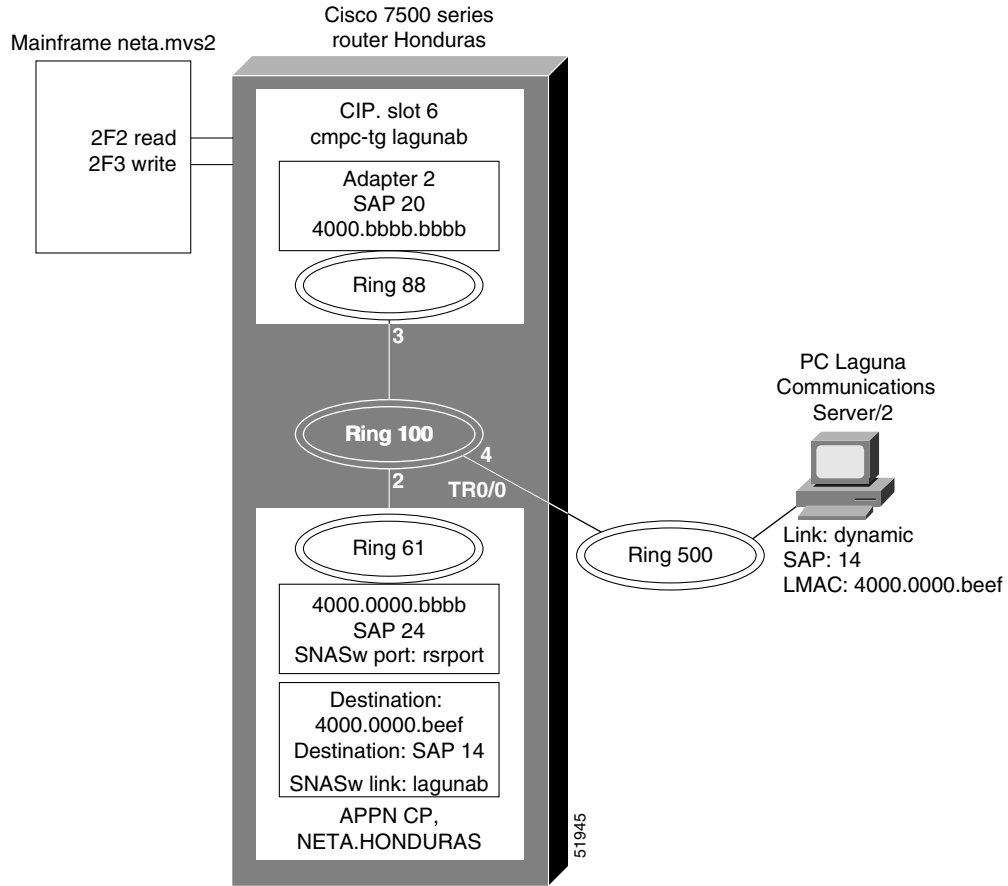 Cisco 7500 series
router Honduras
Mainframe neta.mvs2
2F2 read
2F3 write
CIP. slot 6
cmpc-tg lagunab
Adapter 2
SAP 20
4000.bbbb.bbbb
Ring 88
3
Ring 100
4
2
TR0/0
PC Laguna
Communications
Server/2
Link: dynamic
SAP: 14
LMAC: 4000.0000.beef
Ring 500
Ring 61
4000.0000.bbbb
SAP 24
SNASw port: rsrport
Destination:
4000.0000.beef
Destination: SAP 14
SNASw link: lagunab
APPN CP,
NETA.HONDURAS
51945